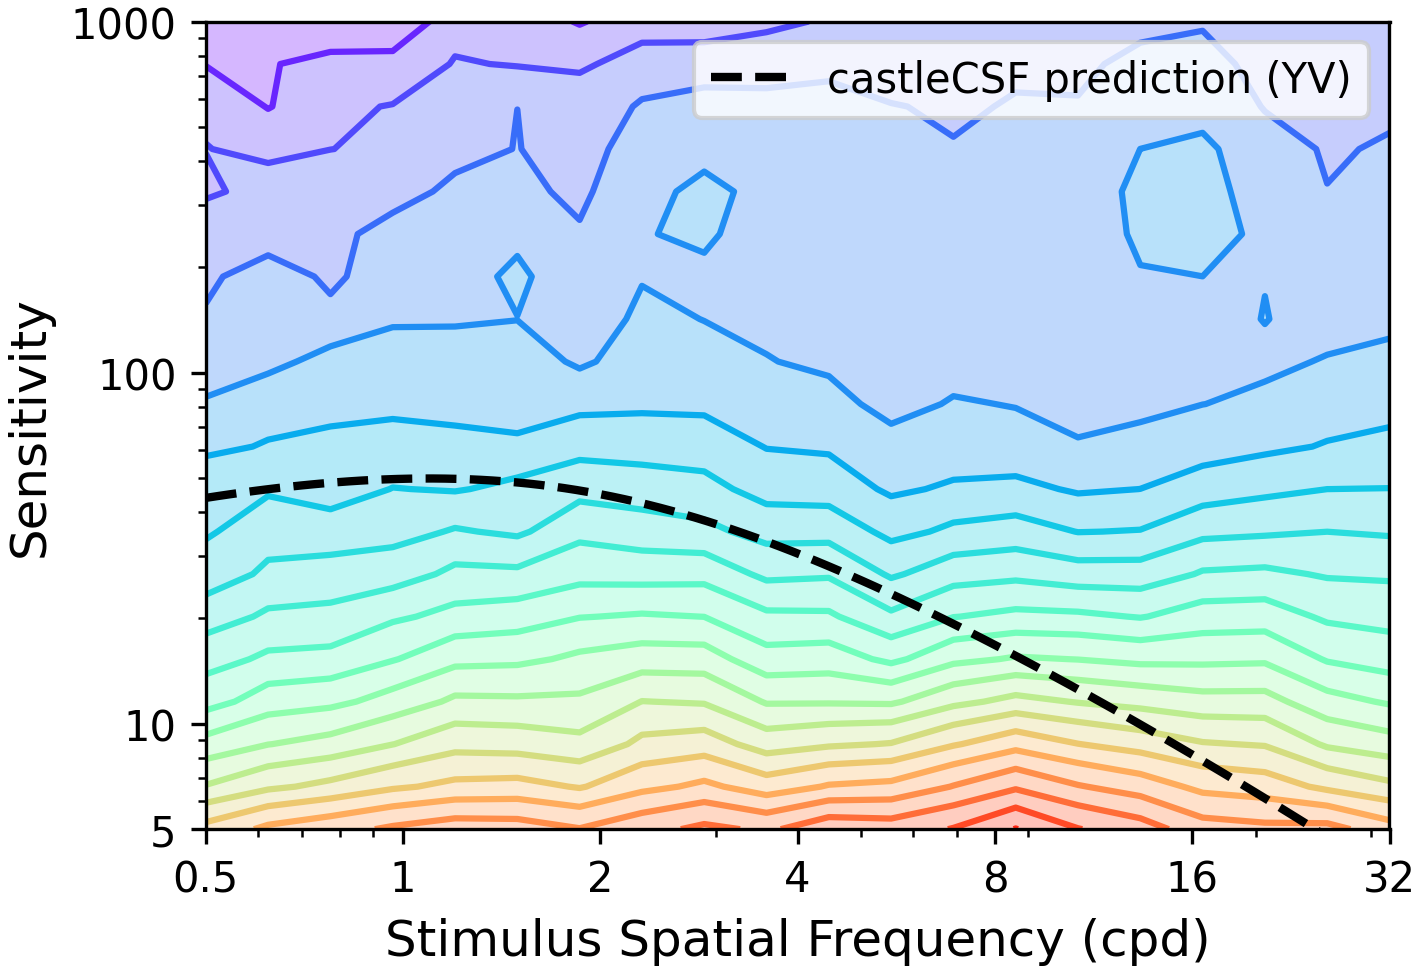 1000
castleCSF prediction (YV)
100
10
5
Sensitivity
0.5 1 2 4 8 16 32
Stimulus Spatial Frequency (cpd)